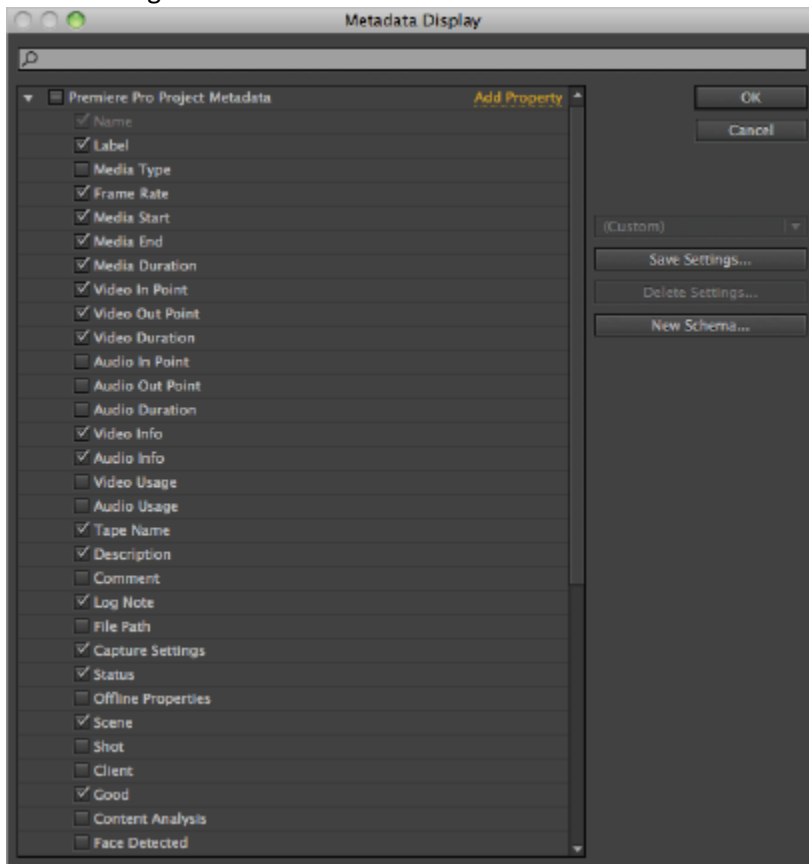 Metadata Display
Premiere Pro Project Metadata Add Property
OK
Name
Cancel
Label
Media Type
Frame Rate
Media Start
(Custom)
Media End
Media Duration
Save Settings...
Video In Point
Delete Settings...
Video Out Point
New Schema...
Video Duration
Audio In Point
Audio Out Point
Audio Duration
Video Info
Audio Info
Video Usage
Audio Usage
Tape Name
Description
Comment
Log Note
File Path
Capture Settings
Status
Offline Properties
Scene
Shot
Client
Good
Content Analysis
Face Detected